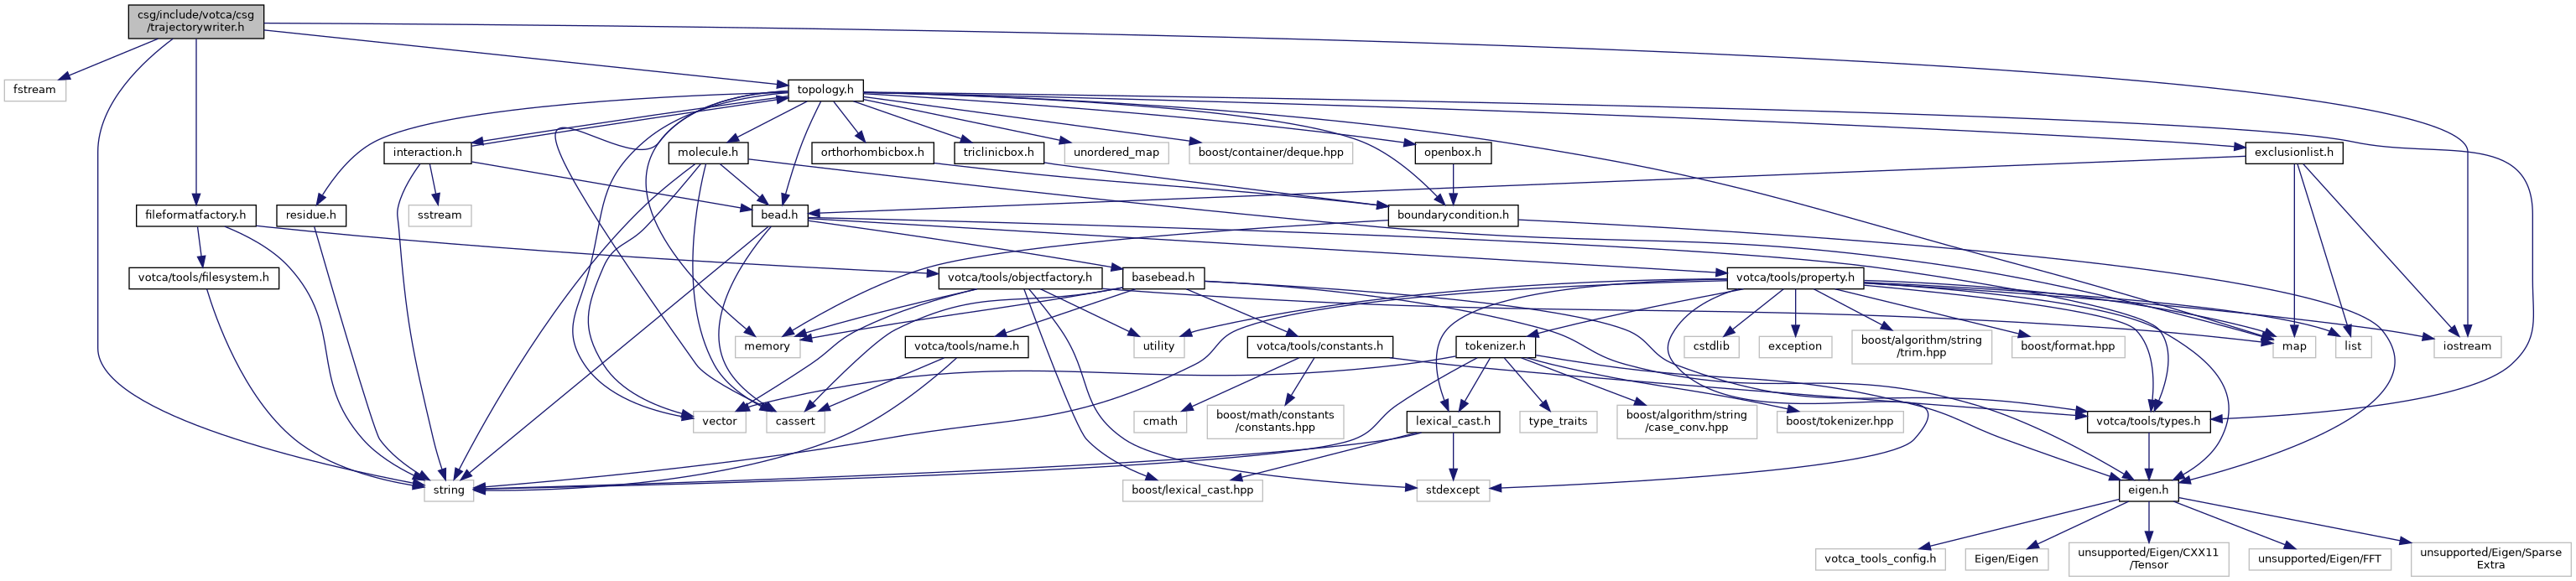 csg/include/votca/csg
/trajectorywriter.h
fstream
topology.h
interaction.h
molecule.h
orthorhombicbox.h
triclinicbox.h
unordered_map
boost/container/deque.hpp
openbox.h
exclusionlist.h
fileformatfactory.h
residue.h
sstream
bead.h
boundarycondition.h
votca/tools/filesystem.h
votca/tools/objectfactory.h
basebead.h
votca/tools/property.h
memory
votca/tools/name.h
utility
votca/tools/constants.h
tokenizer.h
cstdlib
exception
boost/algorithm/string
/trim.hpp
boost/format.hpp
map
list
iostream
vector
cassert
cmath
boost/math/constants
/constants.hpp
lexical_cast.h
type_traits
boost/algorithm/string
/case_conv.hpp
boost/tokenizer.hpp
votca/tools/types.h
string
boost/lexical_cast.hpp
stdexcept
eigen.h
votca_tools_config.h
Eigen/Eigen
unsupported/Eigen/CXX11
/Tensor
unsupported/Eigen/FFT
unsupported/Eigen/Sparse
Extra